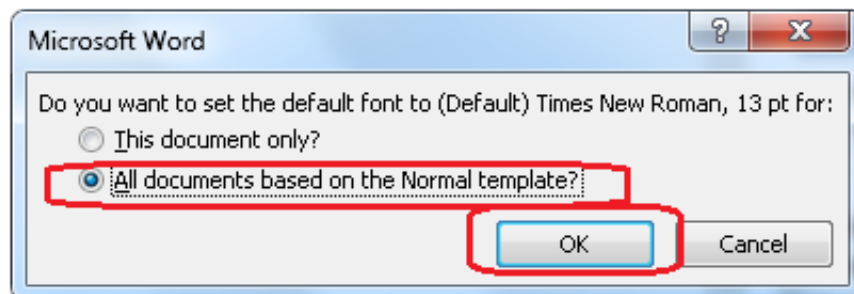 Microsoft Word
Do you want to set the default font to (Default) Times New Roman, 13 pt for:
This document only?
All documents based on the Normal template?
OK Cancel